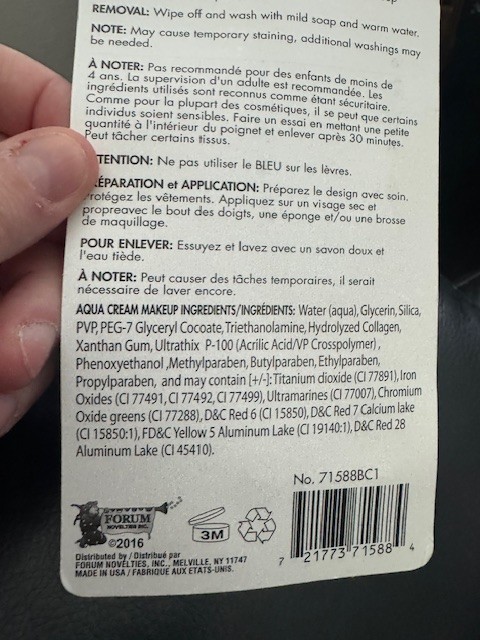 REMOVAL: Wipe off and wash with mild soap and warm water.
NOTE: May cause temporary staining, additional washings may
be needed.
À NOTER: Pas recommandé pour des enfants de moins de
4 ans. La supervision d'un adulte est recommandée. Les
ingrédients utilisés sont reconnus comme étant sécuritaire.
Comme pour la plupart des cosmétiques, il se peut que certains
individus soient sensibles. Faire un essai en mettant une petite
quantité à l'intérieur du poignet et enlever après 30 minutes.
Peut tâcher certains tissus.
TENTION: Ne pas utiliser le BLEU sur les lèvres.
ÉPARATION et APPLICATION: Préparez le design avec soin.
rotégez les vêtements. Appliquez sur un visage sec et
propreavec le bout des doigts, une éponge et/ou une brosse
de maquillage.
POUR ENLEVER: Essuyez et lavez avec un savon doux et
l'eau tiède.
À NOTER: Peut causer des tâches temporaires, il serait
nécessaire de laver encore.
AQUA CREAM MAKEUP INGREDIENTS/INGRÉDIENTS: Water (aqua), Glycerin, Silica,
PVP, PEG-7 Glyceryl Cocoate, Triethanolamine, Hydrolyzed Collagen,
Xanthan Gum, Ultrathix P-100 (Acrilic Acid/VP Crosspolymer),
Phenoxyethanol ,Methylparaben, Butylparaben, Ethylparaben,
Propylparaben, and may contain [+/-]: Titanium dioxide (CI 77891), Iron
Oxides (CI 77491, CI 77492, CI 77499), Ultramarines (CI 77007), Chromium
Oxide greens (CI 77288), D&C Red 6 (CI 15850), D&C Red 7 Calcium lake
(CI 15850:1), FD&C Yellow 5 Aluminum Lake (CI 19140:1), D&C Red 28
Aluminum Lake (CI 45410).
No. 71588BC1
FORUM
NOVELTIES INC.
©2016
3M
7 21773 71588 4
Distributed by / Distribué par
FORUM NOVELTIES, INC., MELVILLE, NY 11747
MADE IN USA / FABRIQUÉ AUX ETATS-UNIS.